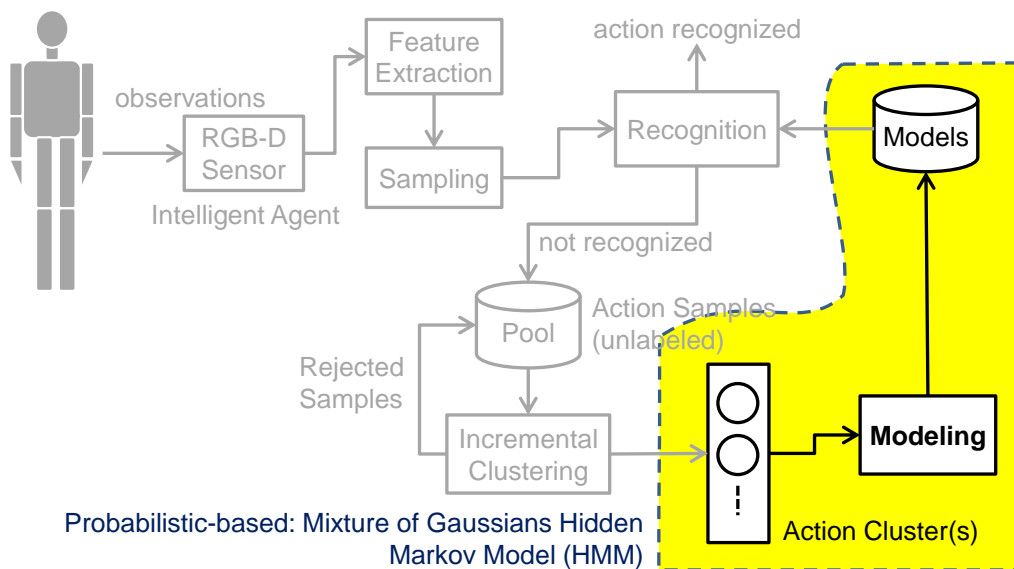 observations
RGB-D
Sensor
Intelligent Agent
Feature
Extraction
Sampling
action recognized
Recognition
Models
not recognized
Pool
Action Samples
(unlabeled)
Rejected
Samples
Incremental
Clustering
Modeling
Action Cluster(s)
Probabilistic-based: Mixture of Gaussians Hidden
Markov Model (HMM)